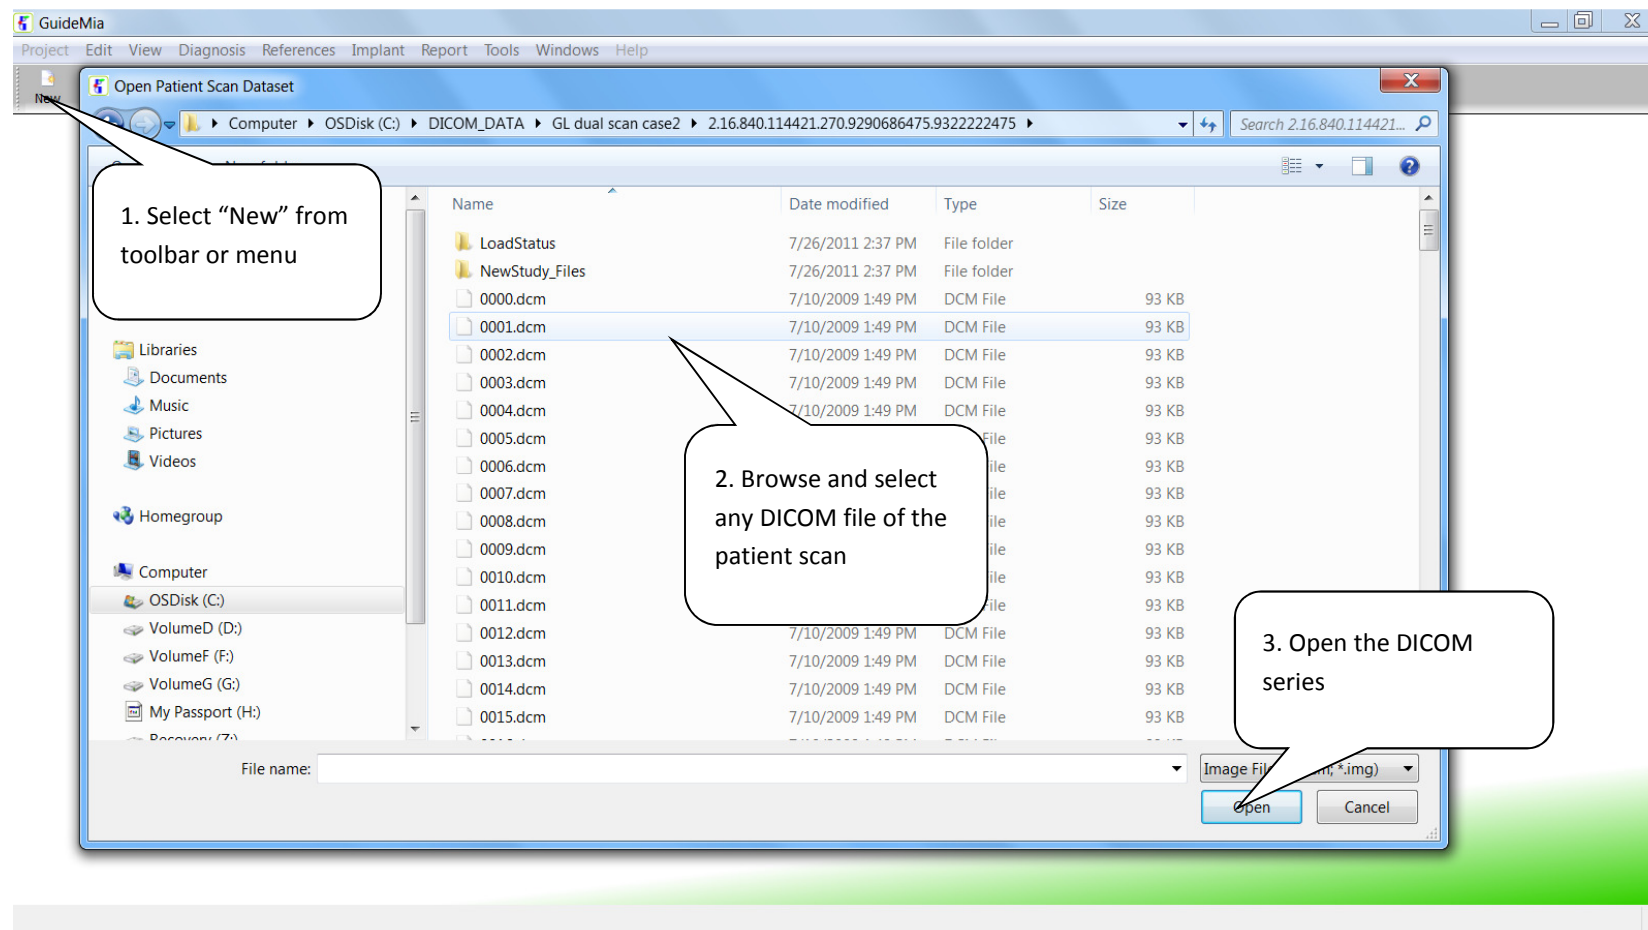 GuideMia
Project Edit View Diagnosis References Implant Report Tools Windows Help
New
Open Patient Scan Dataset
Computer OSDisk (C:) DICOM_DATA GL dual scan case2 2.16.840.114421.270.9290686475.9322222475
Search 2.16.840.114421...
1. Select “New” from
toolbar or menu
Name Date modified Type Size
LoadStatus 7/26/2011 2:37 PM File folder
NewStudy_Files 7/26/2011 2:37 PM File folder
0000.dcm 7/10/2009 1:49 PM DCM File 93 KB
0001.dcm 7/10/2009 1:49 PM DCM File 93 KB
0002.dcm 7/10/2009 1:49 PM DCM File 93 KB
0003.dcm 7/10/2009 1:49 PM DCM File 93 KB
0004.dcm 7/10/2009 1:49 PM DCM File 93 KB
0005.dcm File 93 KB
0006.dcm 93 KB
0007.dcm 93 KB
0008.dcm 93 KB
0009.dcm 93 KB
0010.dcm 93 KB
0011.dcm File 93 KB
0012.dcm 7/10/2009 1:49 PM DCM File 93 KB
0013.dcm 7/10/2009 1:49 PM DCM File 93 KB
0014.dcm 7/10/2009 1:49 PM DCM File 93 KB
0015.dcm 7/10/2009 1:49 PM DCM File 93 KB
Libraries
Documents
Music
Pictures
Videos
Homegroup
Computer
OSDisk (C:)
VolumeD (D:)
VolumeF (F:)
VolumeG (G:)
My Passport (H:)
Recovery (Z:)
2. Browse and select
any DICOM file of the
patient scan
3. Open the DICOM
series
File name:
Image *.img)
Open Cancel